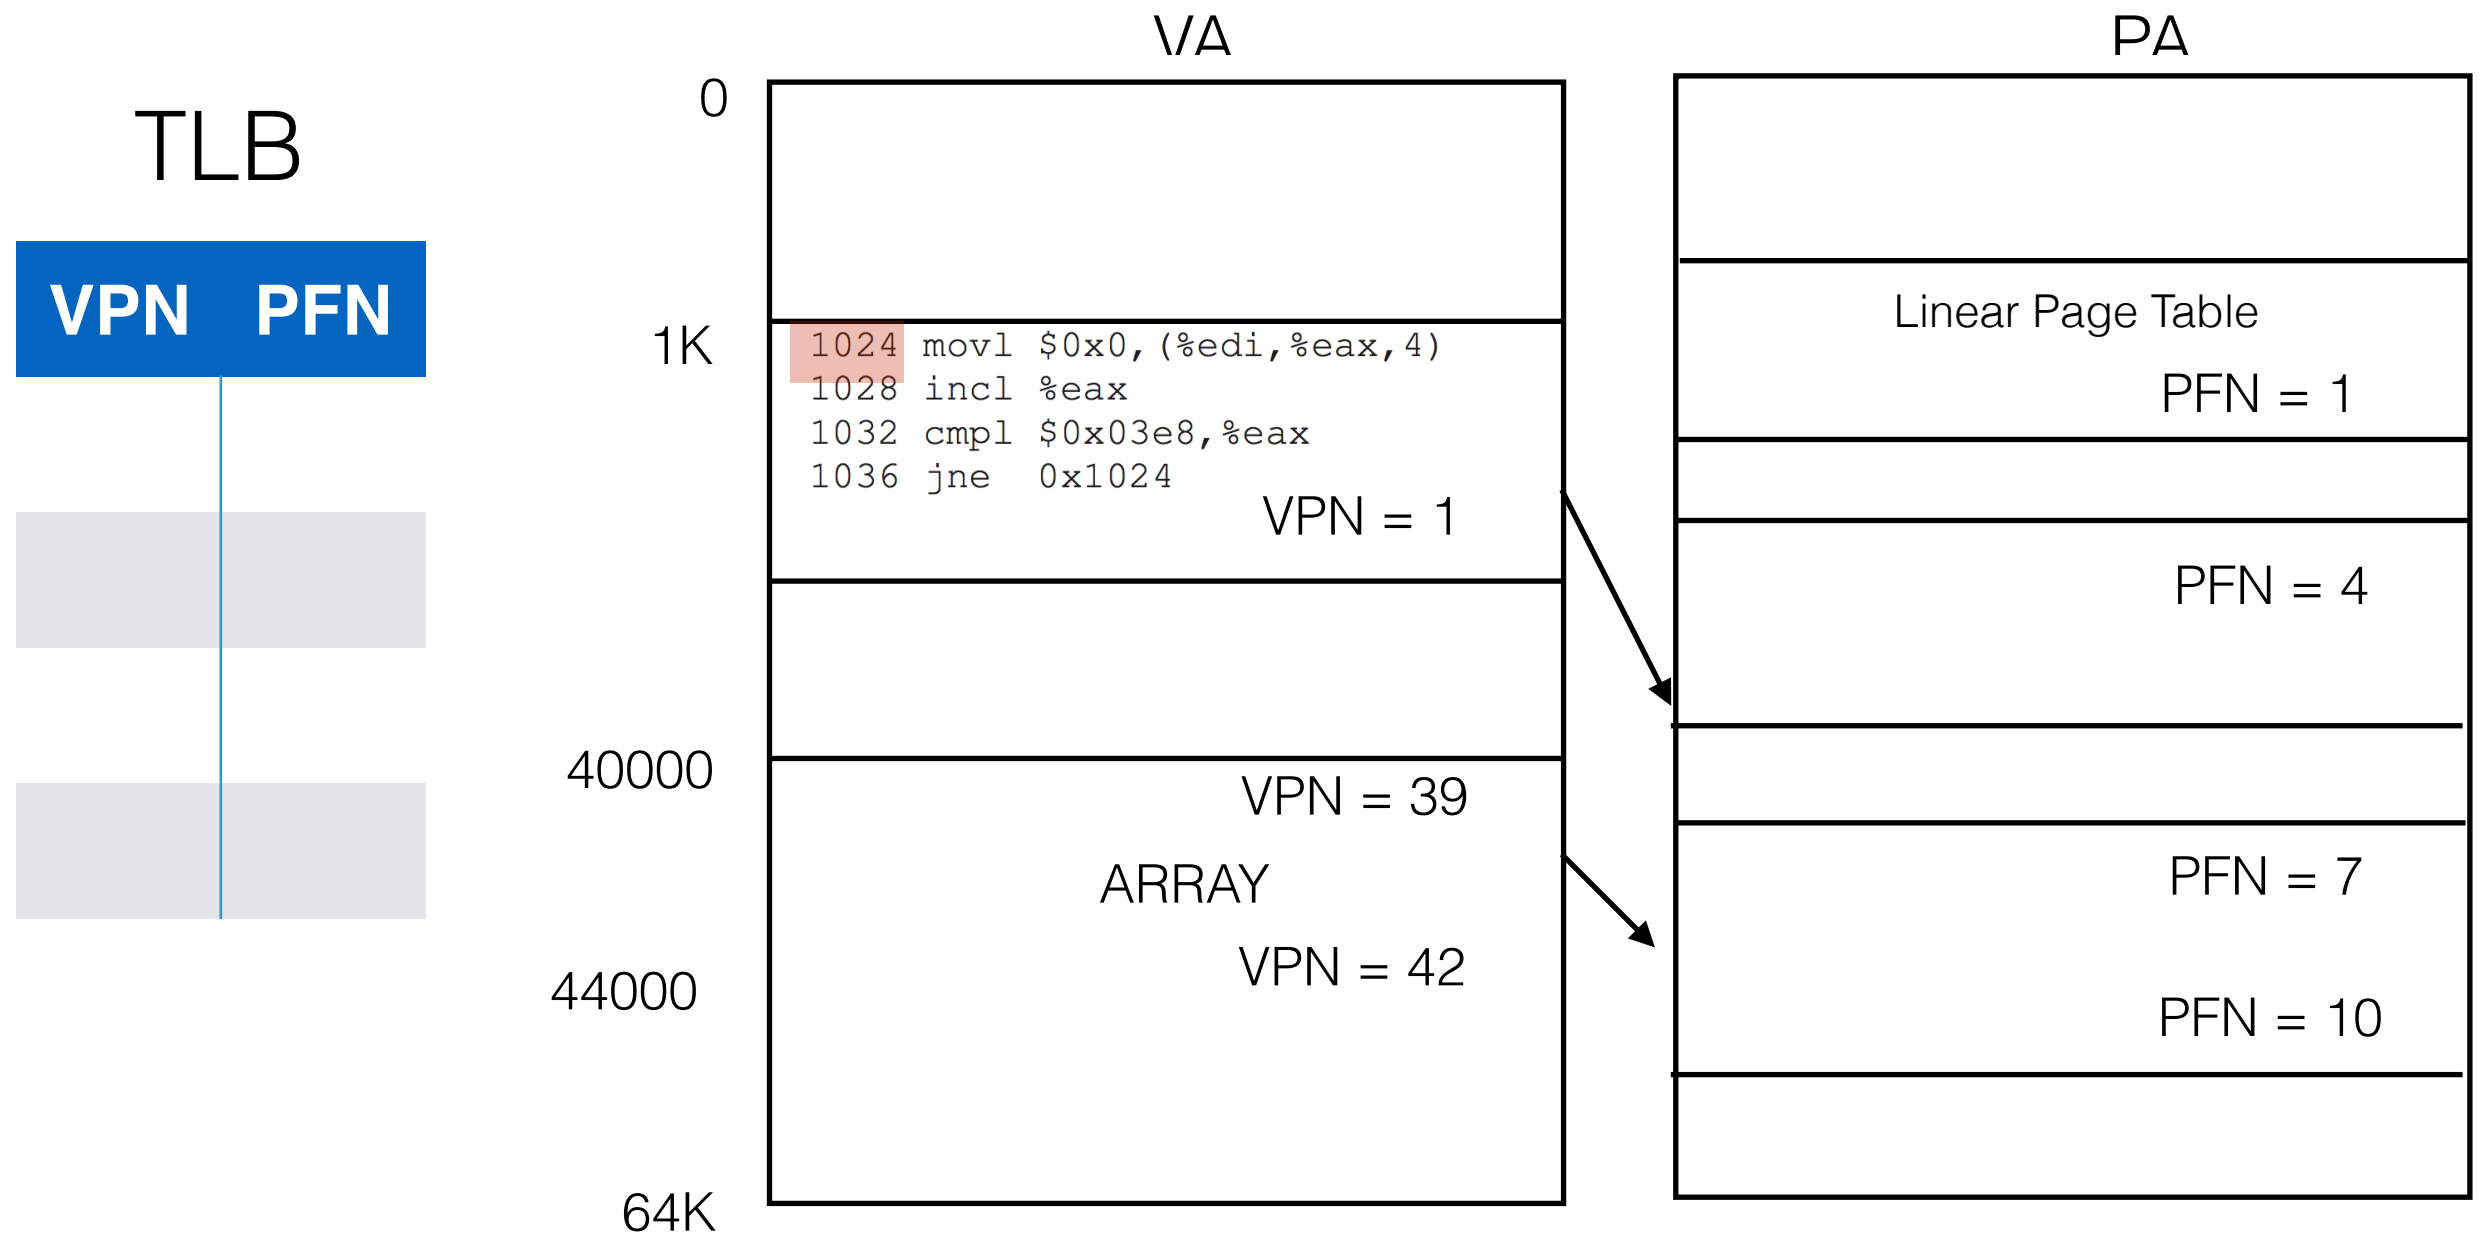 VA
PA
0
TLB
VPN PFN
1K
1024 movl $0x0,(%edi,%eax,4)
1028 incl %eax
1032 cmpl $0x03e8,%eax
1036 jne 0x1024
VPN = 1
Linear Page Table
PFN = 1
PFN = 4
40000
VPN = 39
ARRAY
VPN = 42
44000
64K
PFN = 7
PFN = 10